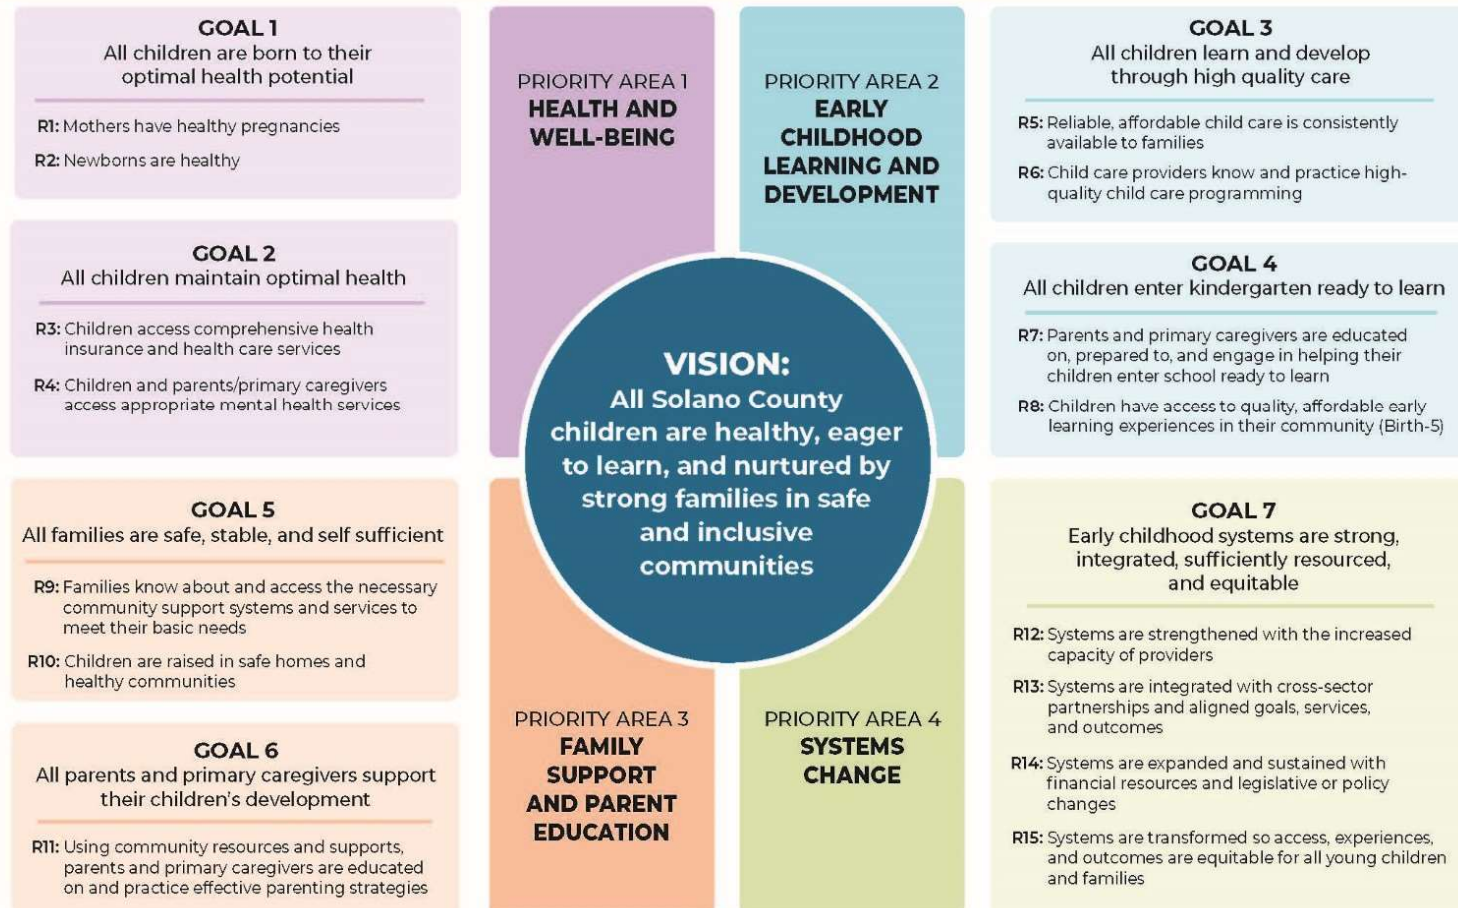 GOAL 1
All children are born to their
optimal health potential
R1: Mothers have healthy pregnancies
R2: Newborns are healthy
GOAL 2
All children maintain optimal health
R3: Children access comprehensive health
insurance and health care services
R4: Children and parents/primary caregivers
access appropriate mental health services
PRIORITY AREA 1
HEALTH AND
WELL-BEING
PRIORITY AREA 2
EARLY
CHILDHOOD
LEARNING AND
DEVELOPMENT
GOAL 3
All children learn and develop
through high quality care
R5: Reliable, affordable child care is consistently
available to families
R6: Child care providers know and practice high-
quality child care programming
GOAL 4
All children enter kindergarten ready to learn
R7: Parents and primary caregivers are educated
on, prepared to, and engage in helping their
children enter school ready to learn
R8: Children have access to quality, affordable early
learning experiences in their community (Birth-5)
VISION:
All Solano County
children are healthy, eager
to learn, and nurtured by
strong families in safe
and inclusive
communities
GOAL 5
All families are safe, stable, and self sufficient
R9: Families know about and access the necessary
community support systems and services to
meet their basic needs
R10: Children are raised in safe homes and
healthy communities
GOAL 6
All parents and primary caregivers support
their children's development
R11: Using community resources and supports,
parents and primary caregivers are educated
on and practice effective parenting strategies
PRIORITY AREA 3
FAMILY
SUPPORT
AND PARENT
EDUCATION
PRIORITY AREA 4
SYSTEMS
CHANGE
GOAL 7
Early childhood systems are strong,
integrated, sufficiently resourced,
and equitable
R12: Systems are strengthened with the increased
capacity of providers
R13: Systems are integrated with cross-sector
partnerships and aligned goals, services,
and outcomes
R14: Systems are expanded and sustained with
financial resources and legislative or policy
changes
R15: Systems are transformed so access, experiences,
and outcomes are equitable for all young children
and families